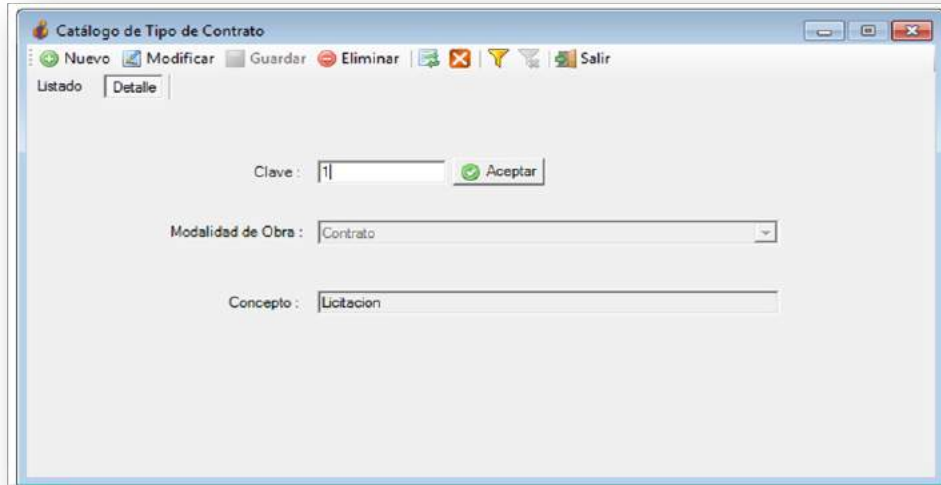 Catálogo de Tipo de Contrato
Nuevo Modificar Guardar Eliminar Salir
Listado Detalle
Clave : 1 Aceptar
Modalidad de Obra : Contrato
Concepto : Licitacion